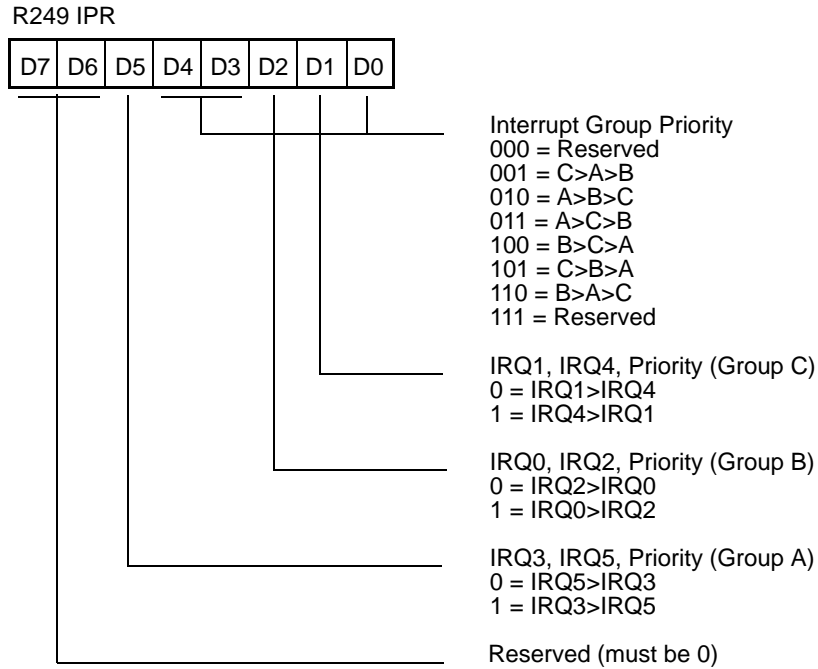 R249 IPR
D7 D6 D5 D4 D3 D2 D1 D0
Interrupt Group Priority
000 = Reserved
001 = C>A>B
010 = A>B>C
011 = A>C>B
100 = B>C>A
101 = C>B>A
110 = B>A>C
111 = Reserved
IRQ1, IRQ4, Priority (Group C)
0 = IRQ1>IRQ4
1 = IRQ4>IRQ1
IRQ0, IRQ2, Priority (Group B)
0 = IRQ2>IRQ0
1 = IRQ0>IRQ2
IRQ3, IRQ5, Priority (Group A)
0 = IRQ5>IRQ3
1 = IRQ3>IRQ5
Reserved (must be 0)